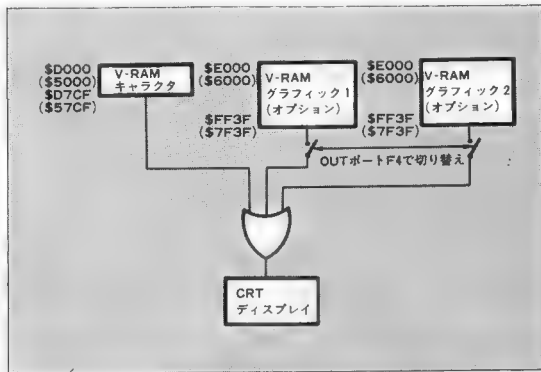 $D000
($5000)
$D7CF
($57CF)
V-RAM
キャラクタ
$E000
($6000)
V-RAM
グラフィック1
(オプション)
$FF3F
($7F3F)
$E000
($6000)
V-RAM
グラフィック2
(オプション)
$FF3F
($7F3F)
OUTポートF4で切り替え
CRT
ディスプレイ